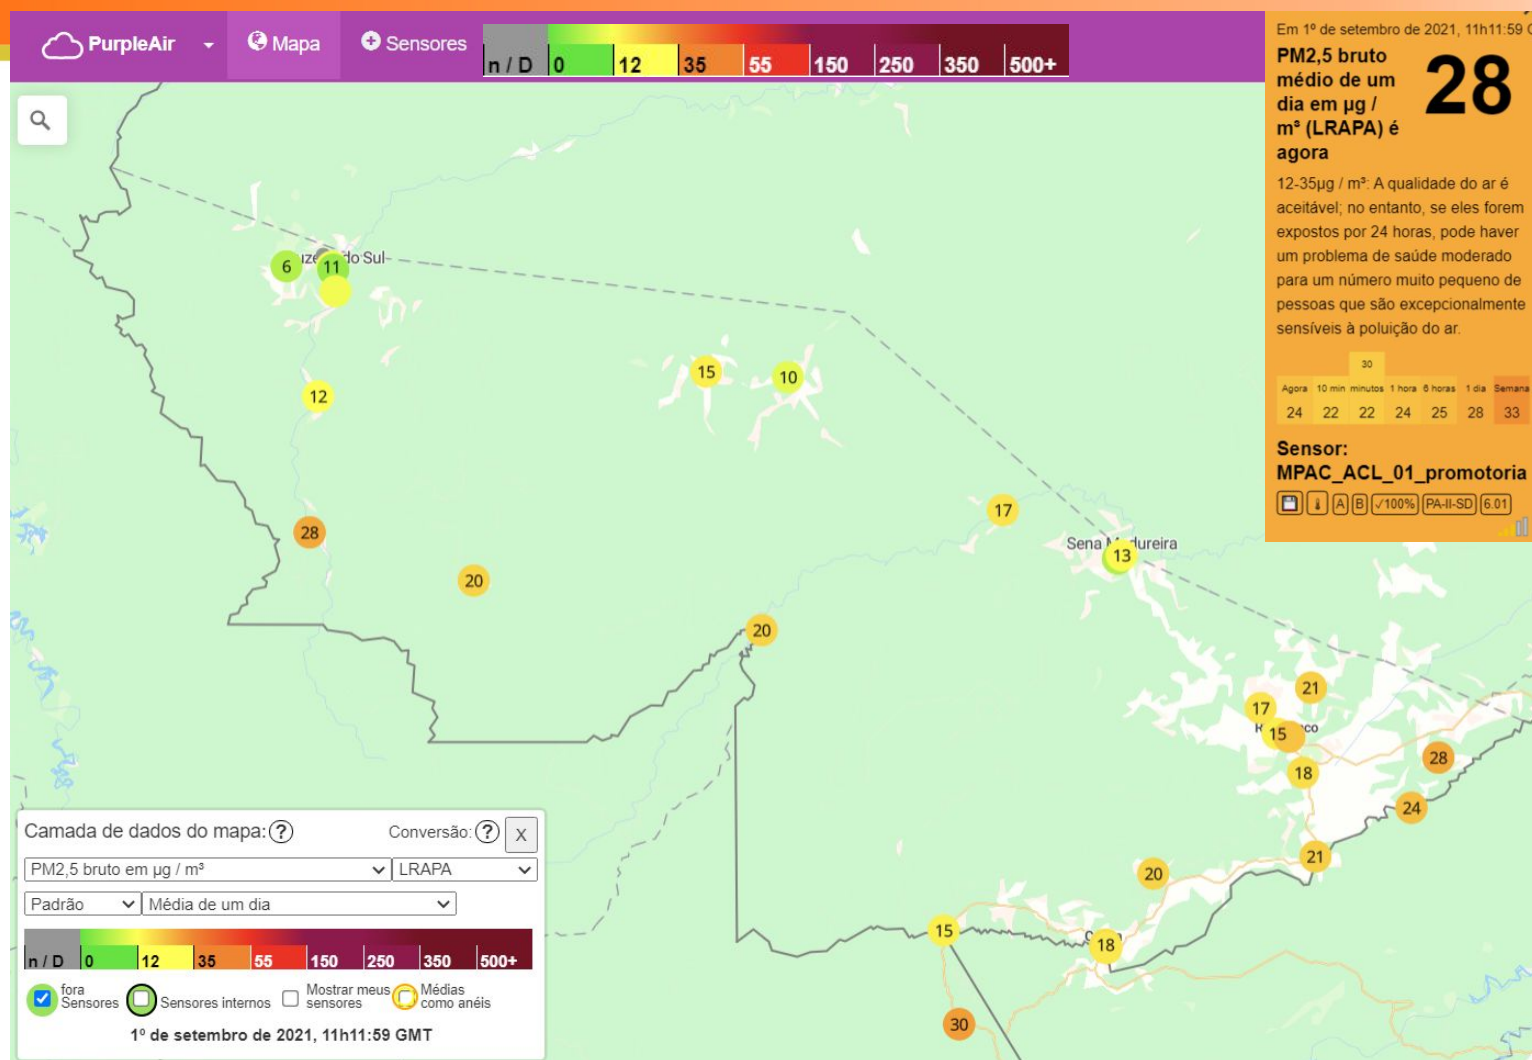 PurpleAir
Mapa
Sensores
n / D 0 12 35 55 150 250 350 500+
Em 1º de setembro de 2021, 11h11:59
PM2,5 bruto
médio de um
dia em µg /
m³ (LRAPA) é
agora
28
12-35µg / m³: A qualidade do ar é
aceitável; no entanto, se eles forem
expostos por 24 horas, pode haver
um problema de saúde moderado
para um número muito pequeno de
pessoas que são excepcionalmente
sensíveis à poluição do ar.
30
Agora 10 min minutos 1 hora 6 horas 1 dia Semana
24 22 22 24 25 28 33
Sensor:
MPAC_ACL_01_promotoria
A B ✓100% PA-II-SD 6.01
do Sul
6
11
12
15
10
28
20
20
17
Sena Madureira
13
21
17
15
18
28
24
21
20
15
18
30
Camada de dados do mapa: ? Conversão: ? X
PM2,5 bruto em µg / m³ LRAPA
Padrão Média de um dia
n / D 0 12 35 55 150 250 350 500+
fora
Sensores
Sensores internos
Mostrar meus
sensores
Médias
como anéis
1º de setembro de 2021, 11h11:59 GMT